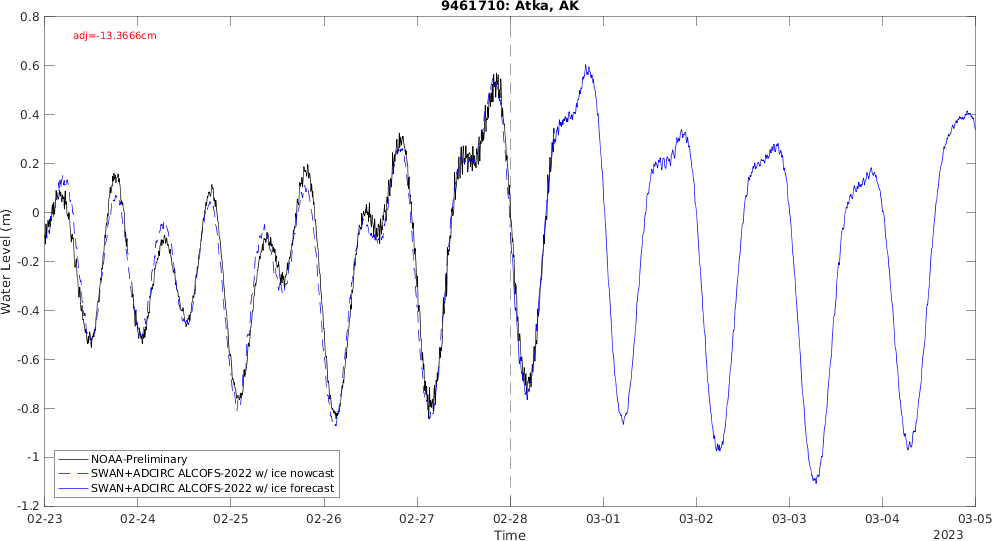 9461710: Atka, AK
adj=-13.3666cm
Water Level (m)
0.8
0.6
0.4
0.2
0
-0.2
-0.4
-0.6
-0.8
-1
-1.2
NOAA-Preliminary
SWAN+ADCIRC ALCOFS-2022 w/ ice nowcast
SWAN+ADCIRC ALCOFS-2022 w/ ice forecast
02-23 02-24 02-25 02-26 02-27 02-28 03-01 03-02 03-03 03-04 03-05
Time
2023